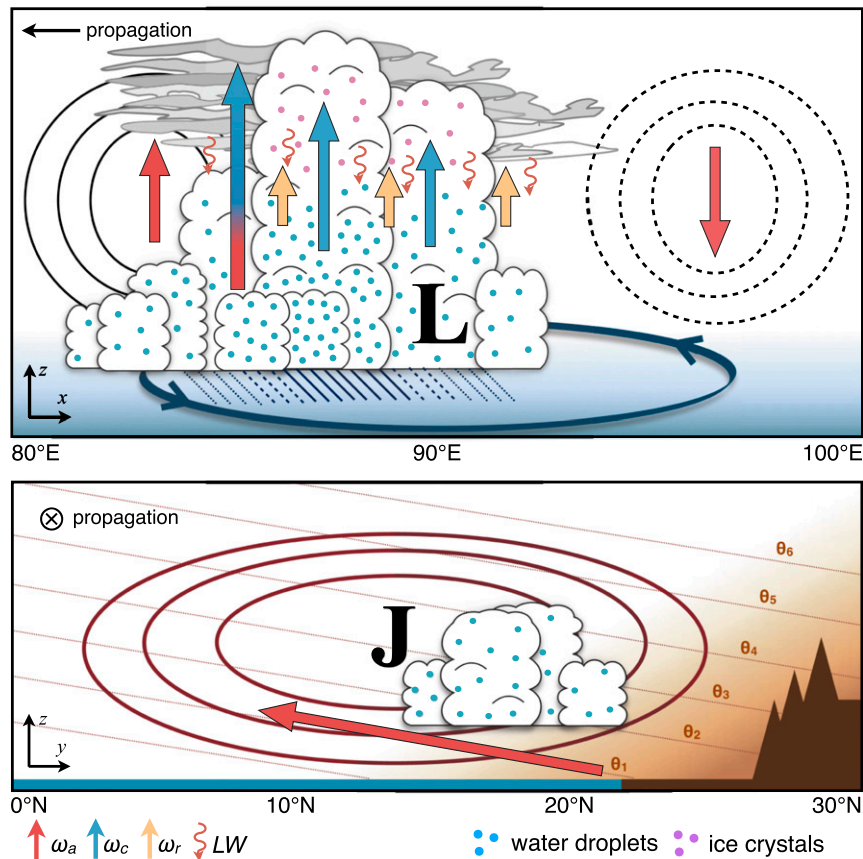 propagation
L
z
x
80°E 90°E 100°E
propagation
θ6
θ5
J
θ4
θ3
z
θ2
y
θ1
0°N 10°N 20°N 30°N
ωa ωc ωr LW water droplets ice crystals